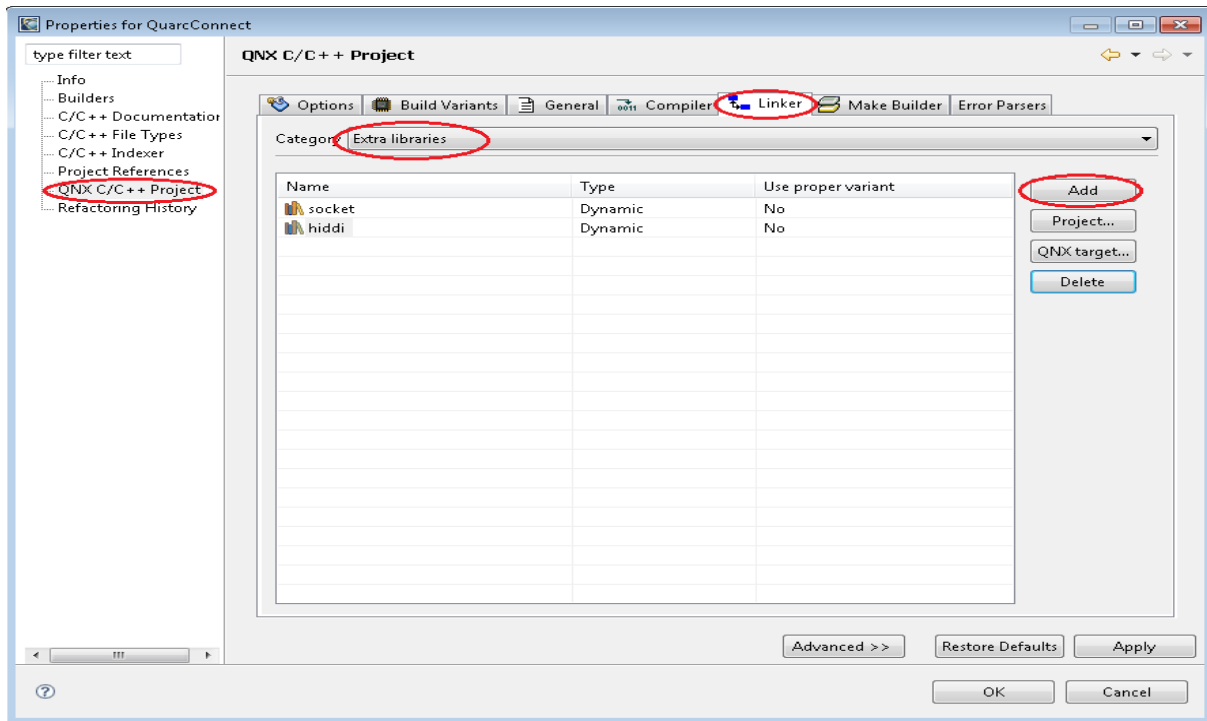 Properties for QuarcConnect
type filter text
QNX C/C++ Project
Info
Builders
C/C++ Documentation
C/C++ File Types
C/C++ Indexer
Project References
QNX C/C++ Project
Refactoring History
Options Build Variants General Compiler Linker Make Builder Error Parsers
Category Extra libraries
Name Type Use proper variant
socket Dynamic No
hiddi Dynamic No
Add
Project...
QNX target...
Delete
Advanced >> Restore Defaults Apply
OK Cancel